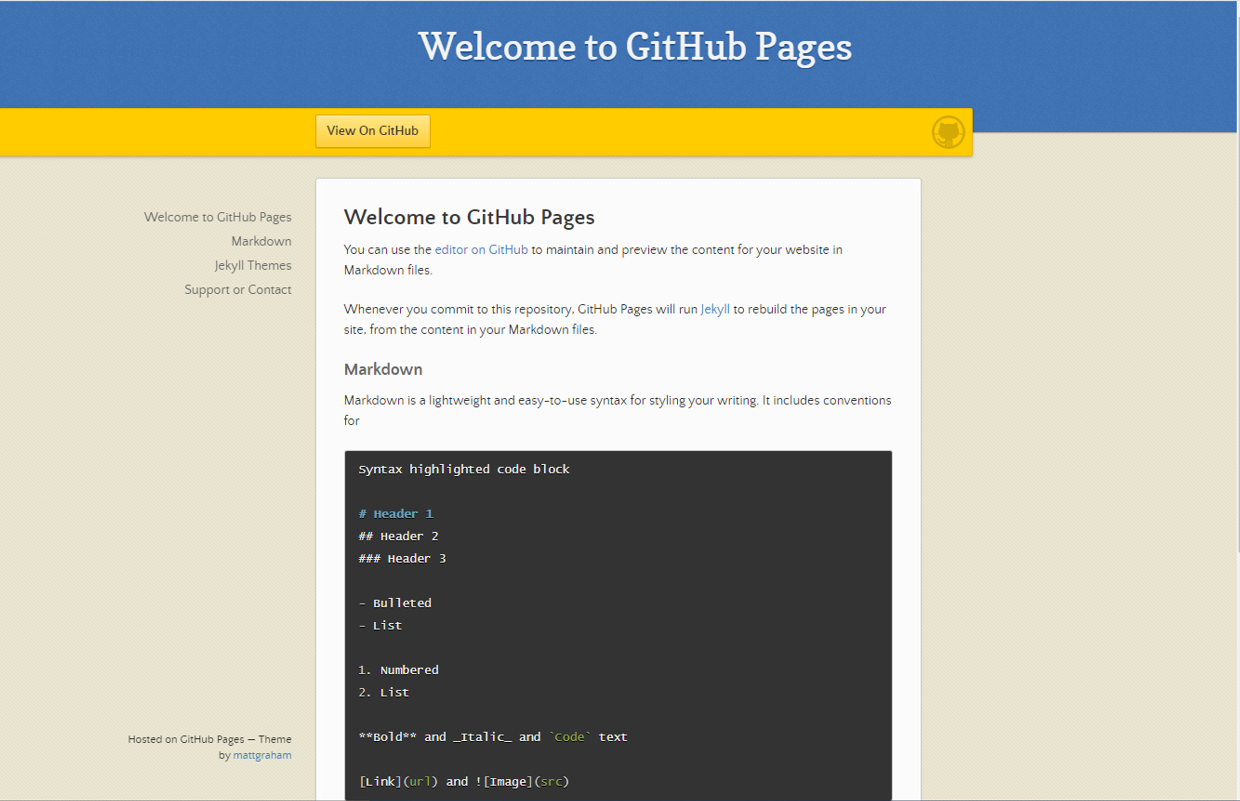 Welcome to GitHub Pages
View On GitHub
Welcome to GitHub Pages
Markdown
Jekyll Themes
Support or Contact
Welcome to GitHub Pages
You can use the editor on GitHub to maintain and preview the content for your website in
Markdown files.
Whenever you commit to this repository, GitHub Pages will run Jekyll to rebuild the pages in your
site, from the content in your Markdown files.
Markdown
Markdown is a lightweight and easy-to-use syntax for styling your writing. It includes conventions
for
Syntax highlighted code block
# Header 1
## Header 2
### Header 3
- Bulleted
- List
1. Numbered
2. List
**Bold** and _Italic_ and `Code` text
[Link](url) and ![Image](src)
Hosted on GitHub Pages — Theme
by mattgraham